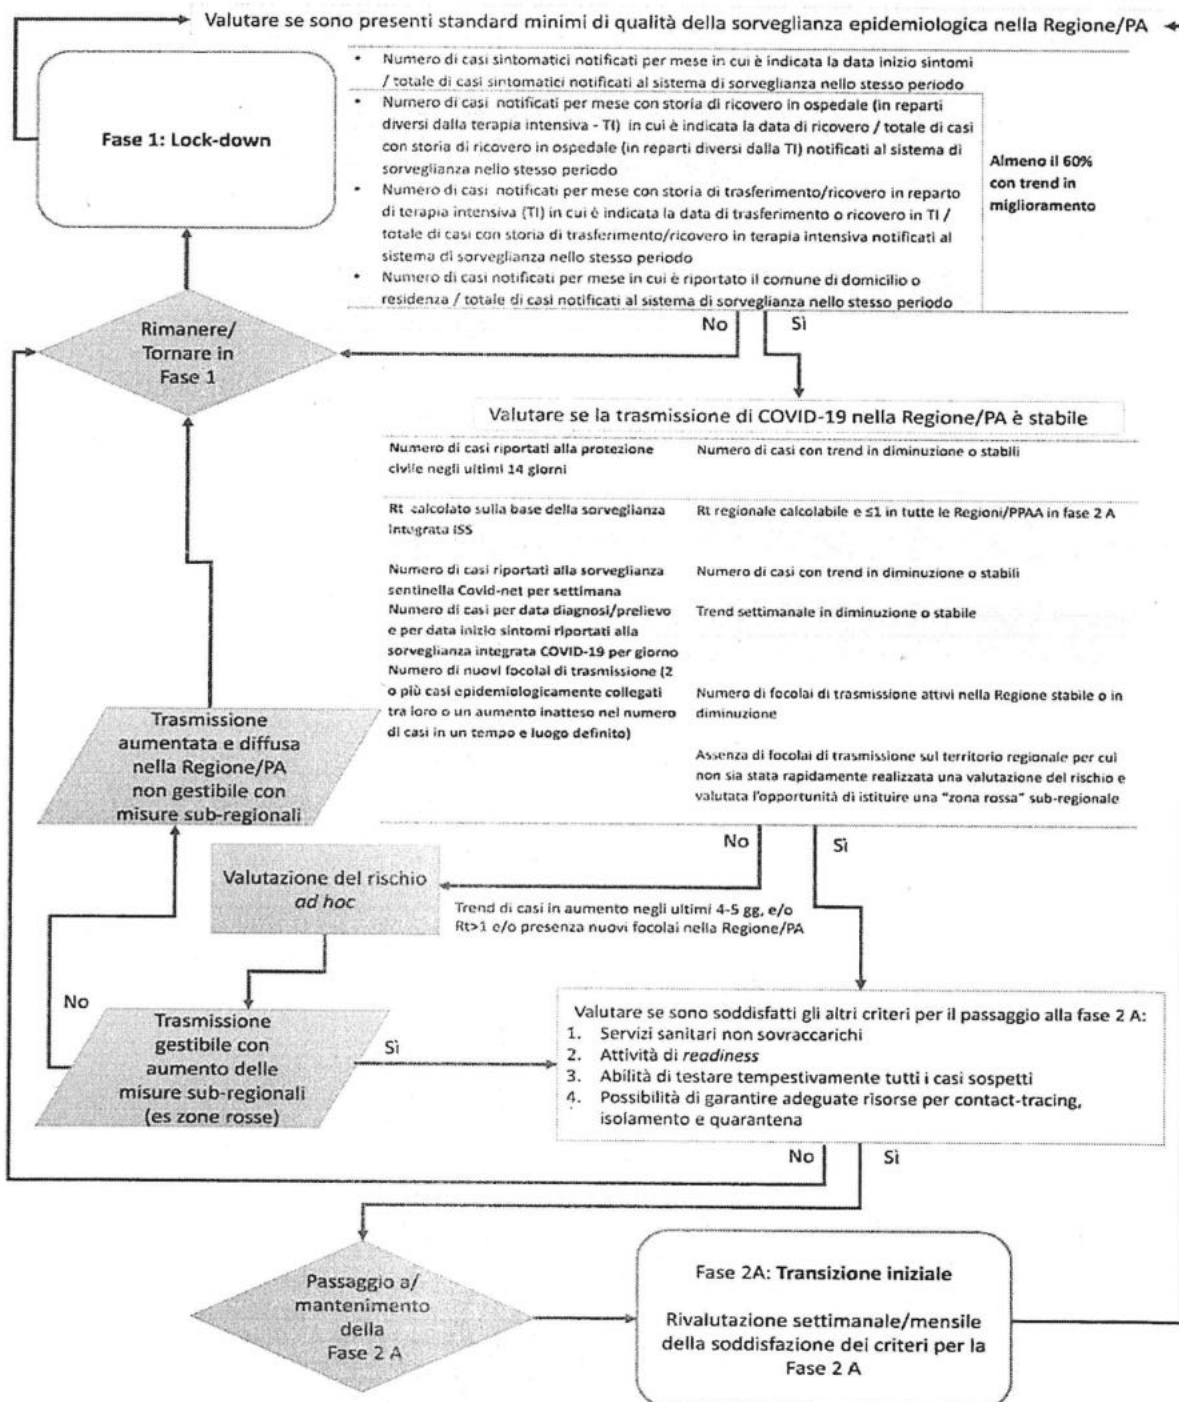 Valutare se sono presenti standard minimi di qualità della sorveglianza epidemiologica nella Regione/PA
Fase 1: Lock-down
• Numero di casi sintomatici notificati per mese in cui è indicata la data inizio sintomi
/ totale di casi sintomatici notificati al sistema di sorveglianza nello stesso periodo
• Numero di casi notificati per mese con storia di ricovero in ospedale (in reparti
diversi dalla terapia intensiva - TI) in cui è indicata la data di ricovero / totale di casi
con storia di ricovero in ospedale (in reparti diversi dalla TI) notificati al sistema di
sorveglianza nello stesso periodo
• Numero di casi notificati per mese con storia di trasferimento/ricovero in reparto
di terapia intensiva (TI) in cui è indicata la data di trasferimento o ricovero in TI /
totale di casi con storia di trasferimento/ricovero in terapia intensiva notificati al
sistema di sorveglianza nello stesso periodo
• Numero di casi notificati per mese in cui è riportato il comune di domicilio o
residenza / totale di casi notificati al sistema di sorveglianza nello stesso periodo
Almeno il 60%
con trend in
miglioramento
No
Sì
Rimanere/
Tornare in
Fase 1
Valutare se la trasmissione di COVID-19 nella Regione/PA è stabile
Numero di casi riportati alla protezione
civile negli ultimi 14 giorni
Numero di casi con trend in diminuzione o stabili
Rt calcolato sulla base della sorveglianza
integrata ISS
Rt regionale calcolabile e ≤1 in tutte le Regioni/PPAA in fase 2 A
Numero di casi riportati alla sorveglianza
sentinella Covid-net per settimana
Numero di casi con trend in diminuzione o stabili
Numero di casi per data diagnosi/prelievo
e per data inizio sintomi riportati alla
sorveglianza integrata COVID-19 per giorno
Trend settimanale in diminuzione o stabile
Numero di nuovi focolai di trasmissione (2
o più casi epidemiologicamente collegati
tra loro o un aumento inatteso nel numero
di casi in un tempo e luogo definito)
Numero di focolai di trasmissione attivi nella Regione stabile o in
diminuzione
Assenza di focolai di trasmissione sul territorio regionale per cui
non sia stata rapidamente realizzata una valutazione del rischio e
valutata l'opportunità di istituire una "zona rossa" sub-regionale
Trasmissione
aumentata e diffusa
nella Regione/PA
non gestibile con
misure sub-regionali
No
Sì
Valutazione del rischio
ad hoc
Trend di casi in aumento negli ultimi 4-5 gg, e/o
Rt>1 e/o presenza nuovi focolai nella Regione/PA
No
Trasmissione
gestibile con
aumento delle
misure sub-regionali
(es zone rosse)
Sì
Valutare se sono soddisfatti gli altri criteri per il passaggio alla fase 2 A:
1. Servizi sanitari non sovraccarichi
2. Attività di readiness
3. Abilità di testare tempestivamente tutti i casi sospetti
4. Possibilità di garantire adeguate risorse per contact-tracing,
isolamento e quarantena
No
Sì
Passaggio a/
mantenimento
della
Fase 2 A
Fase 2A: Transizione iniziale
Rivalutazione settimanale/mensile
della soddisfazione dei criteri per la
Fase 2 A